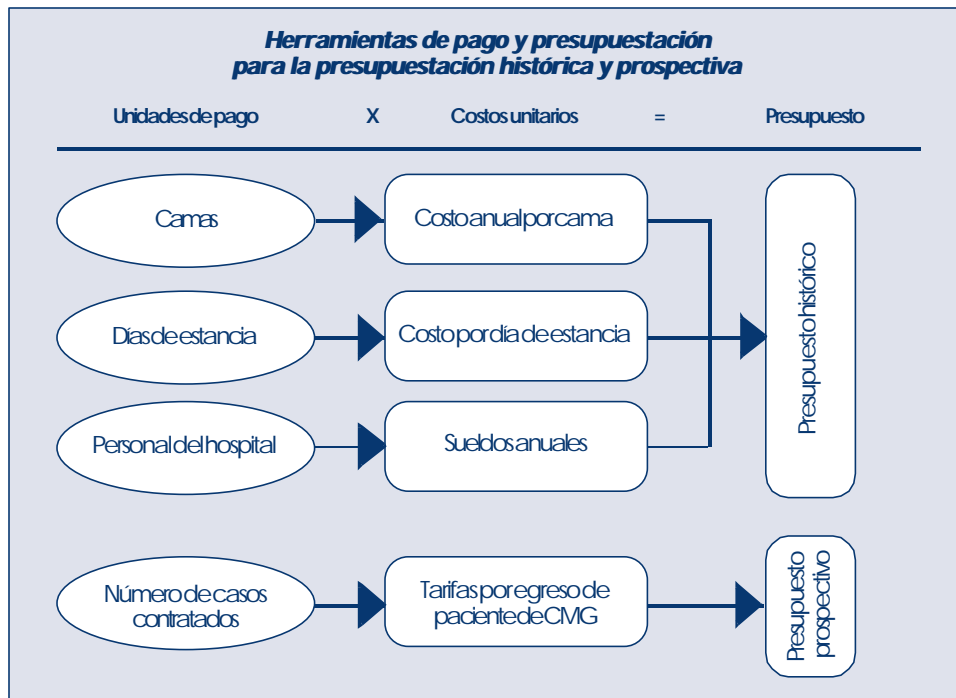 Herramientas de pago y presupuestación
para la presupuestación histórica y prospectiva
Unidades de pago X Costos unitarios = Presupuesto
Camas
Costo anual por cama
Días de estancia
Costo por día de estancia
Personal del hospital
Sueldos anuales
Presupuesto histórico
Número de casos
contratados
Tarifas por egreso de
paciente de CMG
Presupuesto
prospectivo